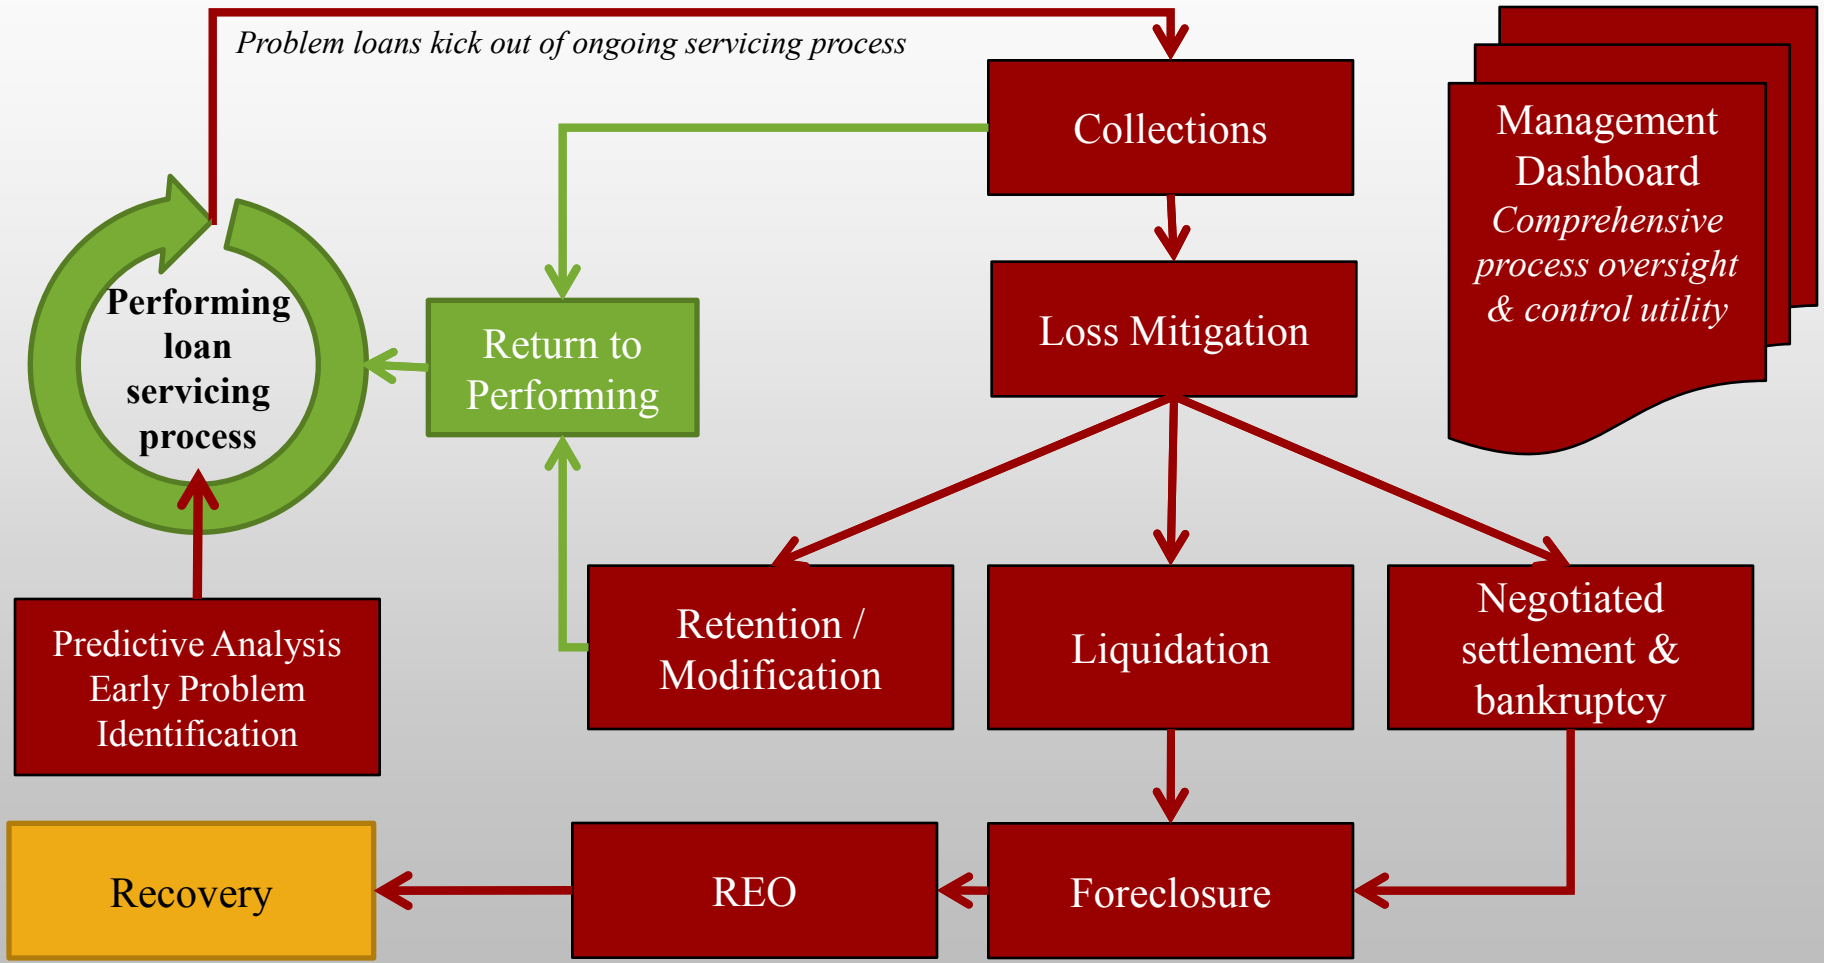 Problem loans kick out of ongoing servicing process
Collections
Management
Dashboard
Comprehensive
process oversight
& control utility
Performing
loan
servicing
process
Return to
Performing
Loss Mitigation
Predictive Analysis
Early Problem
Identification
Retention /
Modification
Liquidation
Negotiated
settlement &
bankruptcy
Recovery
REO
Foreclosure